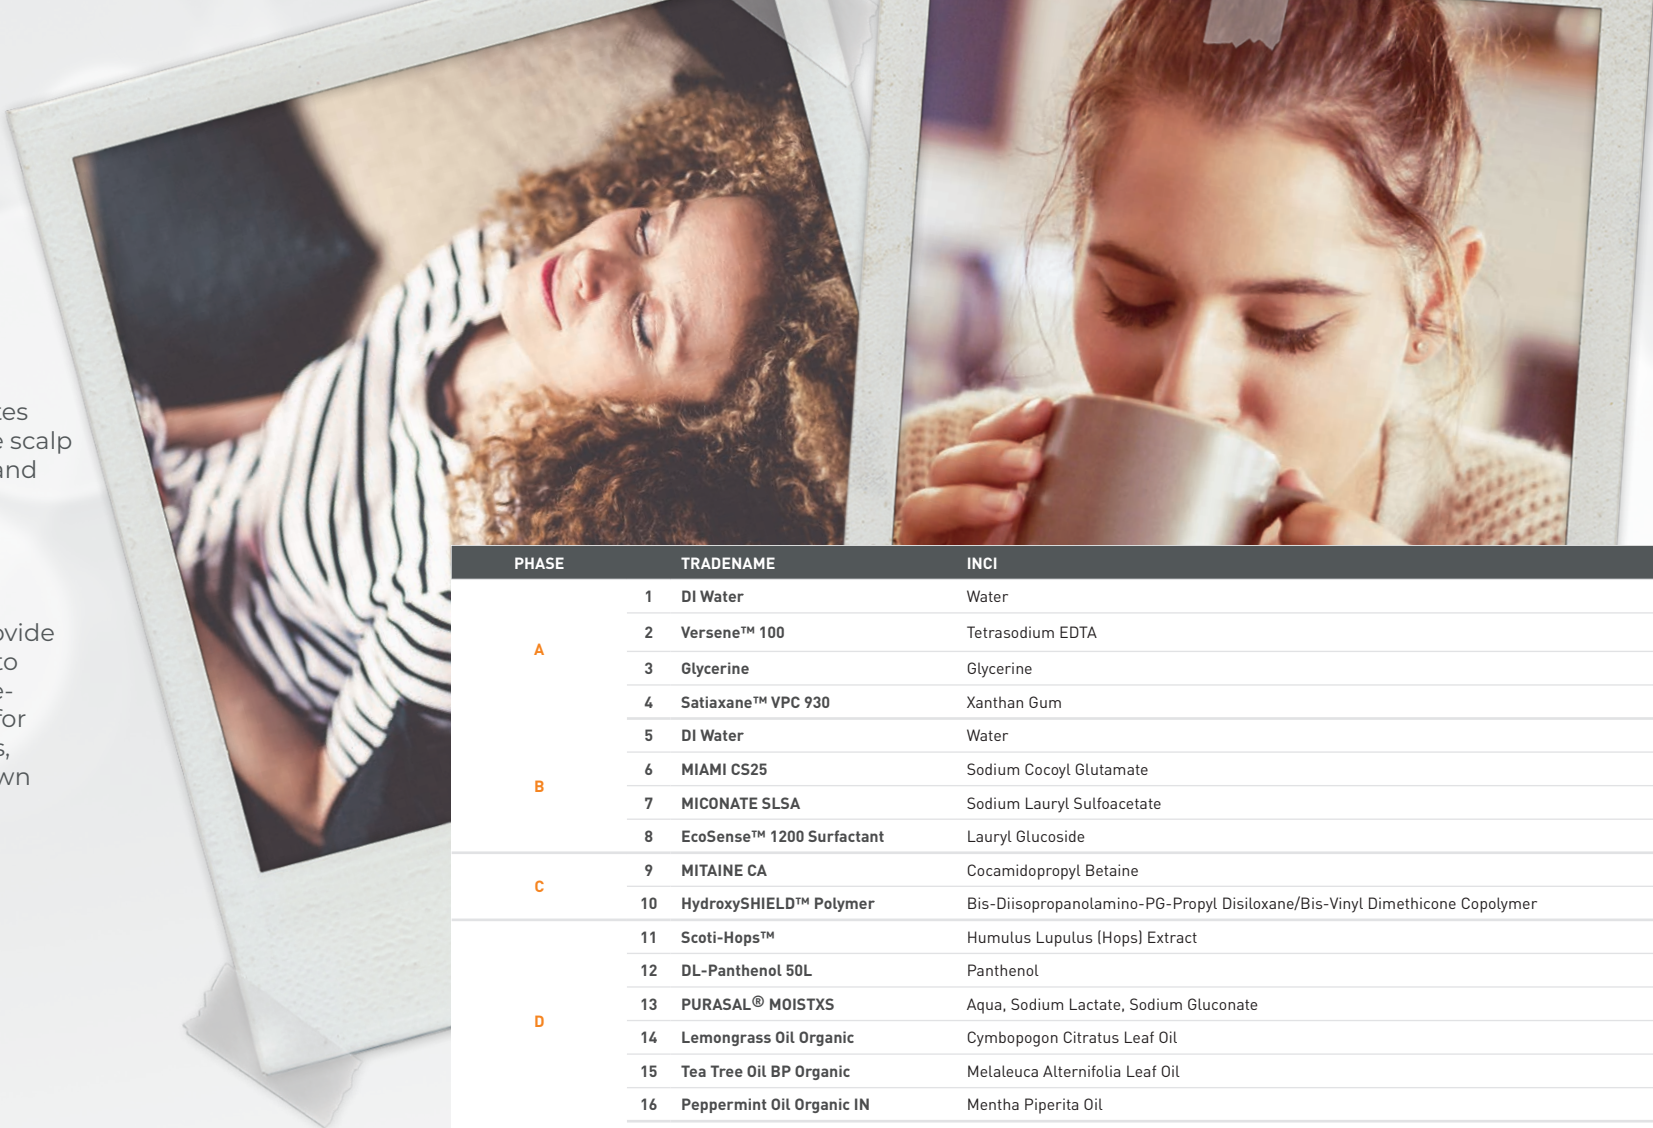 scalp
and
to
for
PHASE TRADENAME INCI
A
1 DI Water Water
2 Versene™ 100 Tetrasodium EDTA
3 Glycerine Glycerine
4 Satiaxane™ VPC 930 Xanthan Gum
B
5 DI Water Water
6 MIAMI CS25 Sodium Cocoyl Glutamate
7 MICONATE SLSA Sodium Lauryl Sulfoacetate
8 EcoSense™ 1200 Surfactant Lauryl Glucoside
C
9 MITAINE CA Cocamidopropyl Betaine
10 HydroxySHIELD™ Polymer Bis-Diisopropanolamino-PG-Propyl Disiloxane/Bis-Vinyl Dimethicone Copolymer
D
11 Scoti-Hops™ Humulus Lupulus (Hops) Extract
12 DL-Panthenol 50L Panthenol
13 PURASAL® MOISTXS Aqua, Sodium Lactate, Sodium Gluconate
14 Lemongrass Oil Organic Cymbopogon Citratus Leaf Oil
15 Tea Tree Oil BP Organic Melaleuca Alternifolia Leaf Oil
16 Peppermint Oil Organic IN Mentha Piperita Oil